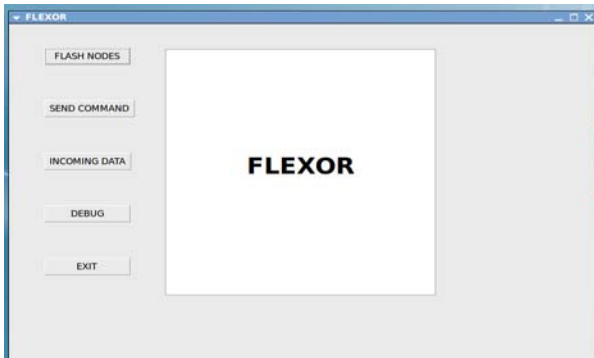 FLEXOR
FLASH NODES
SEND COMMAND
INCOMING DATA
DEBUG
EXIT
FLEXOR